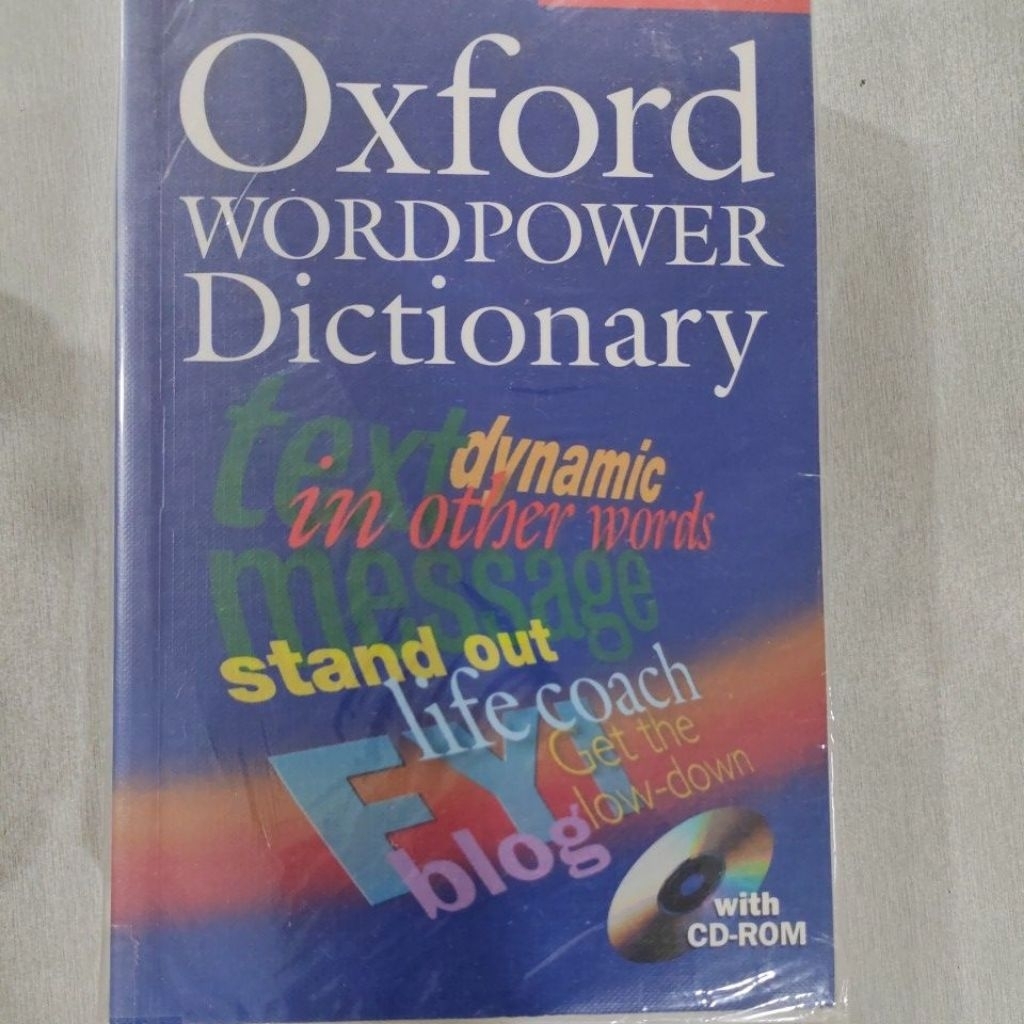 Oxford
WORDPOWER
Dictionary
text
dynamic
in other words
message
stand out
life coach
FYI
Get the
low-down
blog
with
CD-ROM